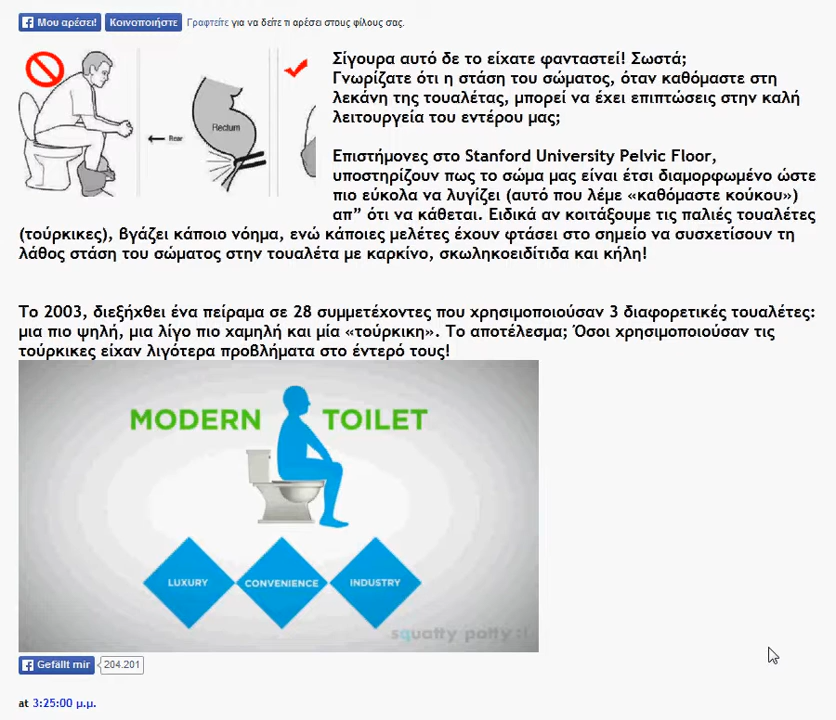 Μου αρέσει! Κοινοποιήστε Γραφτείτε για να δείτε τι αρέσει στους φίλους σας.
Σίγουρα αυτό δε το είχατε φανταστεί! Σωστά;
Γνωρίζατε ότι η στάση του σώματος, όταν καθόμαστε στη
λεκάνη της τουαλέτας, μπορεί να έχει επιπτώσεις στην καλή
λειτουργεία του εντέρου μας;
Rectum
Rear
Επιστήμονες στο Stanford University Pelvic Floor,
υποστηρίζουν πως το σώμα μας είναι έτσι διαμορφωμένο ώστε
πιο εύκολα να λυγίζει (αυτό που λέμε «καθόμαστε κούκου»)
απ” ότι να κάθεται. Ειδικά αν κοιτάξουμε τις παλιές τουαλέτες
(τούρκικες), βγάζει κάποιο νόημα, ενώ κάποιες μελέτες έχουν φτάσει στο σημείο να συσχετίσουν τη
λάθος στάση του σώματος στην τουαλέτα με καρκίνο, σκωληκοειδίτιδα και κήλη!
Το 2003, διεξήχθει ένα πείραμα σε 28 συμμετέχοντες που χρησιμοποιούσαν 3 διαφορετικές τουαλέτες:
μια πιο ψηλή, μια λίγο πιο χαμηλή και μία «τούρκικη». Το αποτέλεσμα; Όσοι χρησιμοποιούσαν τις
τούρκικες είχαν λιγότερα προβλήματα στο έντερό τους!
MODERN TOILET
LUXURY CONVENIENCE INDUSTRY
squatty potty
Gefällt mir 204.201
at 3:25:00 μ.μ.